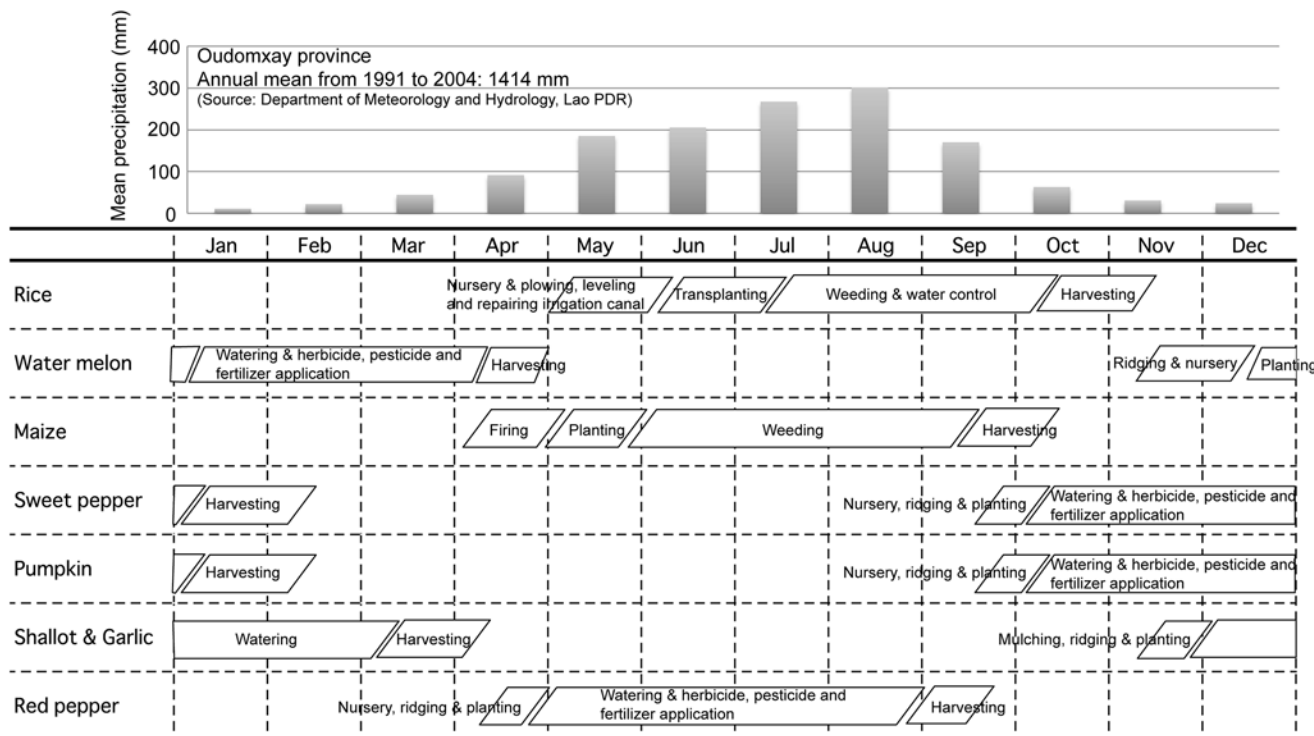 Mean precipitation (mm)
400
300
200
100
0
Oudomxay province
Annual mean from 1991 to 2004: 1414 mm
(Source: Department of Meteorology and Hydrology, Lao PDR)
Jan Feb Mar Apr May Jun Jul Aug Sep Oct Nov Dec
Rice
Nursery & plowing, leveling
and repairing irrigation canal
Transplanting
Weeding & water control
Harvesting
Water melon
Watering & herbicide, pesticide and
fertilizer application
Harvesting
Ridging & nursery
Planting
Maize
Firing
Planting
Weeding
Harvesting
Sweet pepper
Harvesting
Nursery, ridging & planting
Watering & herbicide, pesticide and
fertilizer application
Pumpkin
Harvesting
Nursery, ridging & planting
Watering & herbicide, pesticide and
fertilizer application
Shallot & Garlic
Watering
Harvesting
Mulching, ridging & planting
Red pepper
Nursery, ridging & planting
Watering & herbicide, pesticide and
fertilizer application
Harvesting